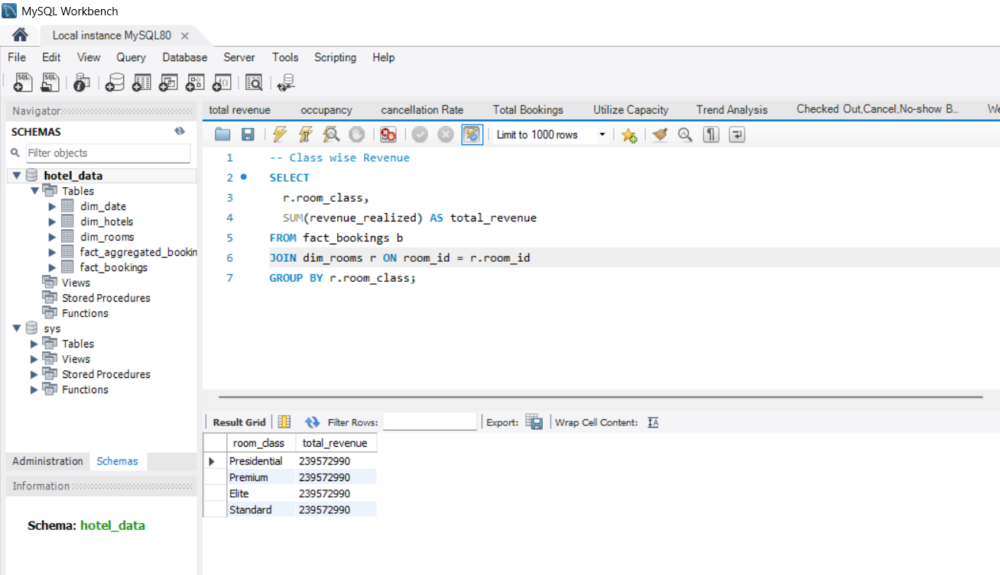 MySQL Workbench
Local instance MySQL80
File Edit View Query Database Server Tools Scripting Help
SQL SQL
Navigator
SCHEMAS
Filter objects
hotel_data
Tables
dim_date
dim_hotels
dim_rooms
fact_aggregated_bookin
fact_bookings
Views
Stored Procedures
Functions
sys
Tables
Views
Stored Procedures
Functions
Administration Schemas
Information
Schema: hotel_data
total revenue occupancy cancellation Rate Total Bookings Utilize Capacity Trend Analysis Checked Out,Cancel,No-show B... We
Limit to 1000 rows
1 -- Class wise Revenue
2 SELECT
3 r.room_class,
4 SUM(revenue_realized) AS total_revenue
5 FROM fact_bookings b
6 JOIN dim_rooms r ON room_id = r.room_id
7 GROUP BY r.room_class;
Result Grid Filter Rows: Export: Wrap Cell Content:
room_class total_revenue
Presidential 239572990
Premium 239572990
Elite 239572990
Standard 239572990